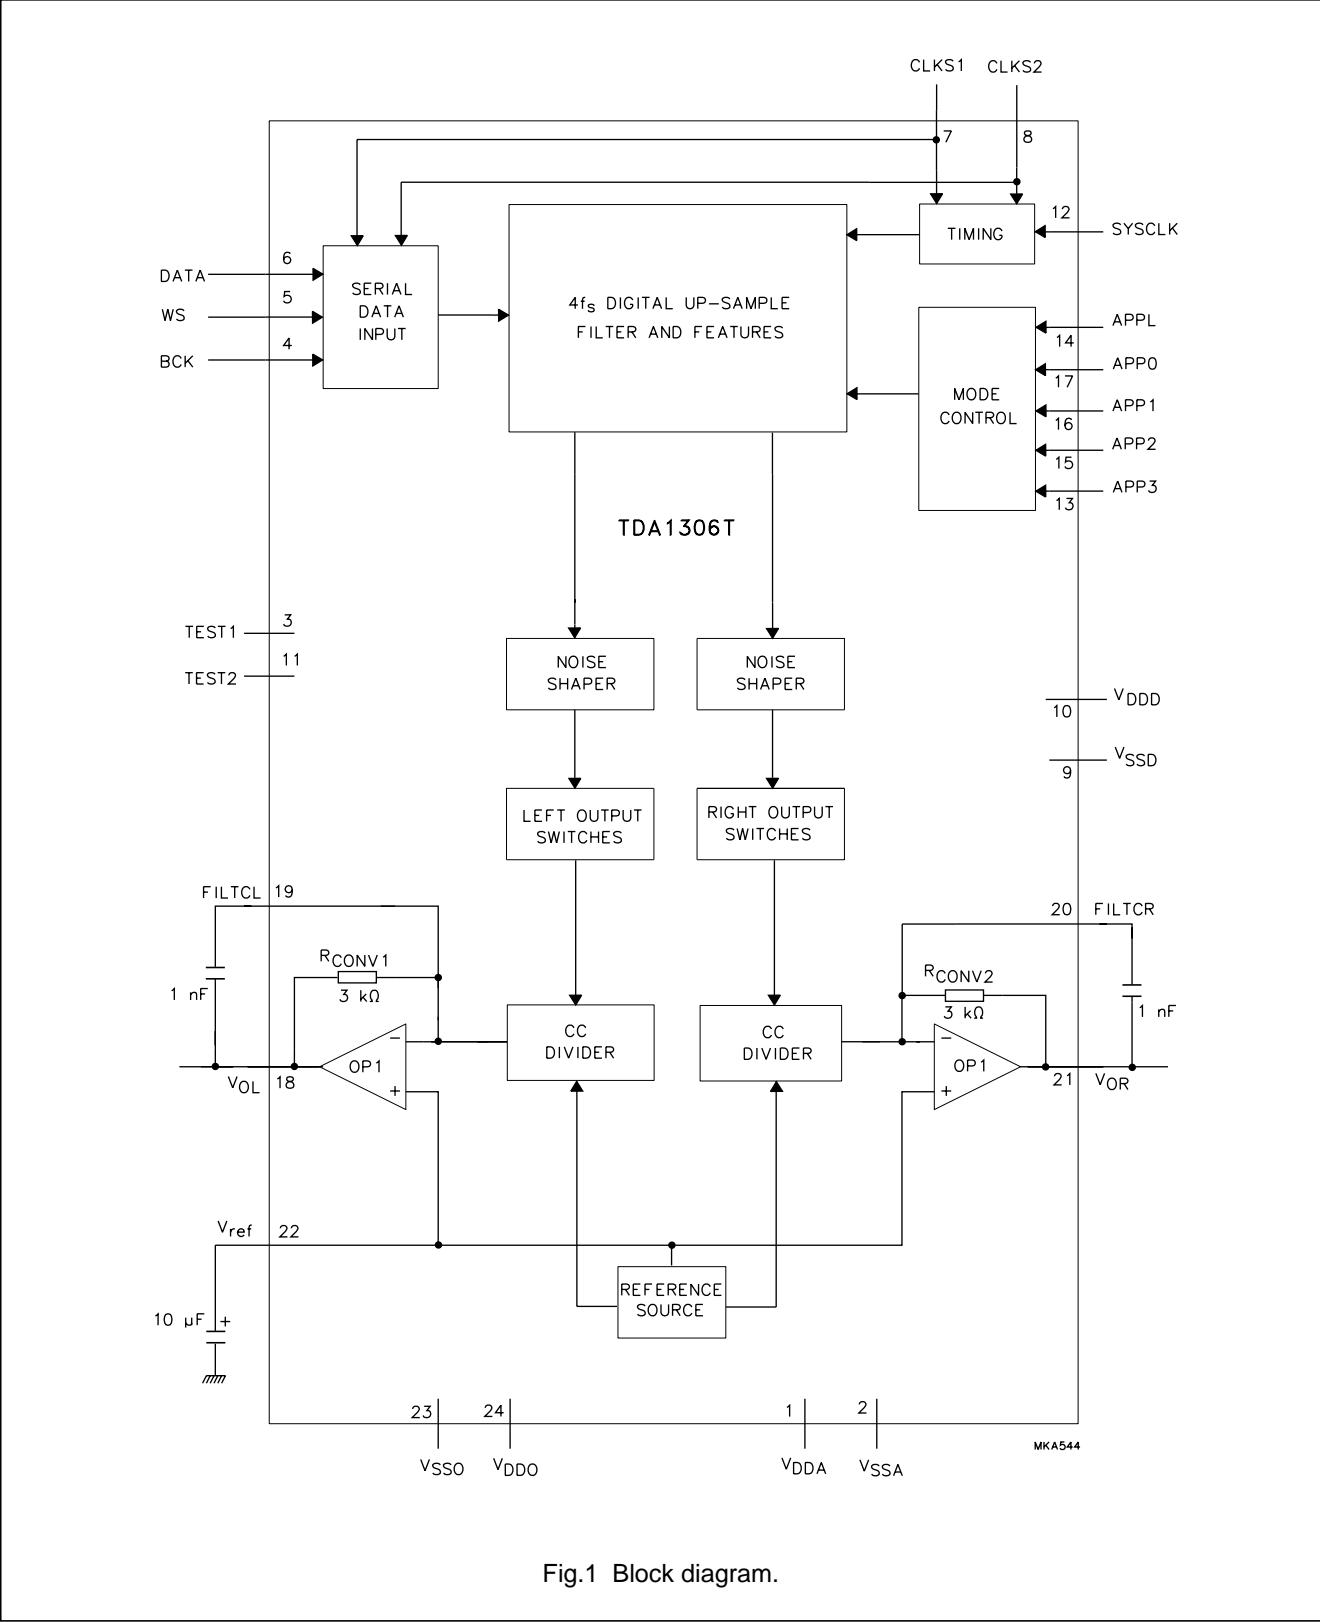 CLKS1 CLKS2
7 8
12
SYSCLK
TIMING
6
DATA
5
WS
4
BCK
SERIAL
DATA
INPUT
4fs DIGITAL UP-SAMPLE
FILTER AND FEATURES
MODE
CONTROL
APPL
14
APP0
17
APP1
16
APP2
15
APP3
13
TDA1306T
3
TEST1
11
TEST2
NOISE
SHAPER
NOISE
SHAPER
VDDD
10
VSSD
9
LEFT OUTPUT
SWITCHES
RIGHT OUTPUT
SWITCHES
FILTCL 19
20 FILTCR
RCONV1
3 kΩ
1 nF
RCONV2
3 kΩ
1 nF
CC
DIVIDER
CC
DIVIDER
−
OP1
+
−
OP1
+
VOL 18
21 VOR
Vref 22
10 µF +
REFERENCE
SOURCE
23 24 1 2
VSSO VDDO VDDA VSSA
MKA544
Fig.1 Block diagram.